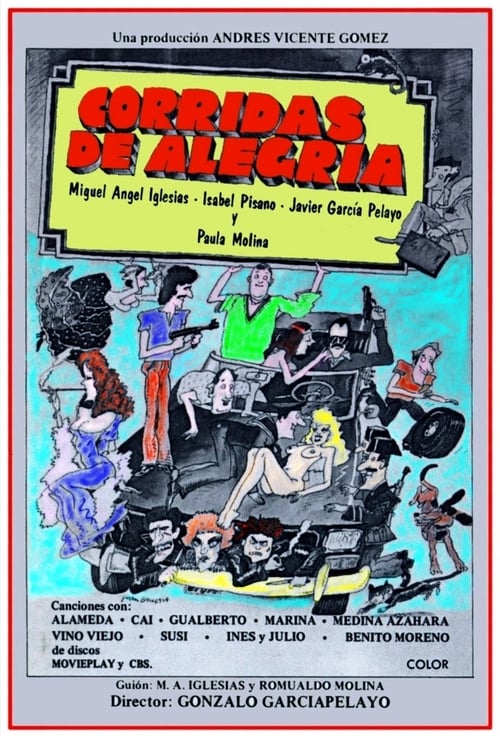 Una producción ANDRES VICENTE GOMEZ
CORRIDAS
DE ALEGRIA
Miguel Angel Iglesias · Isabel Pisano · Javier García Pelayo
y
Paula Molina
Canciones con:
ALAMEDA · CAI · GUALBERTO · MARINA · MEDINA AZAHARA
VINO VIEJO · SUSI · INES y JULIO · BENITO MORENO
de discos
MOVIEPLAY y CBS.
COLOR
Guión: M. A. IGLESIAS y ROMUALDO MOLINA
Director: GONZALO GARCIAPELAYO